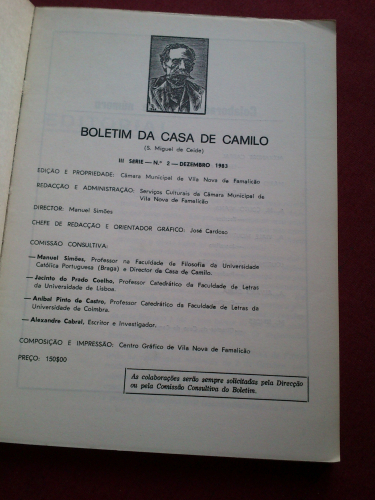 BOLETIM DA CASA DE CAMILO
(S. Miguel de Ceide)
III SERIE — N.º 2 — DEZEMBRO 1983
EDIÇÃO E PROPRIEDADE: Câmara Municipal de Vila Nova de Famalicão
REDACÇÃO E ADMINISTRAÇÃO: Serviços Culturais da Câmara Municipal de
Vila Nova de Famalicão
DIRECTOR: Manuel Simões
CHEFE DE REDACÇÃO E ORIENTADOR GRÁFICO: José Cardoso
COMISSÃO CONSULTIVA:
— Manuel Simões, Professor na Faculdade de Filosofia da Universidade
Católica Portuguesa (Braga) e Director da Casa de Camilo.
— Jacinto do Prado Coelho, Professor Catedrático da Faculdade de Letras
da Universidade de Lisboa.
— Aníbal Pinto de Castro, Professor Catedrático da Faculdade de Letras da
Universidade de Coimbra.
— Alexandre Cabral, Escritor e Investigador.
COMPOSIÇÃO E IMPRESSÃO: Centro Gráfico de Vila Nova de Famalicão
PREÇO: 150$00
As colaborações serão sempre solicitadas pela Direcção
ou pela Comissão Consultiva do Boletim.